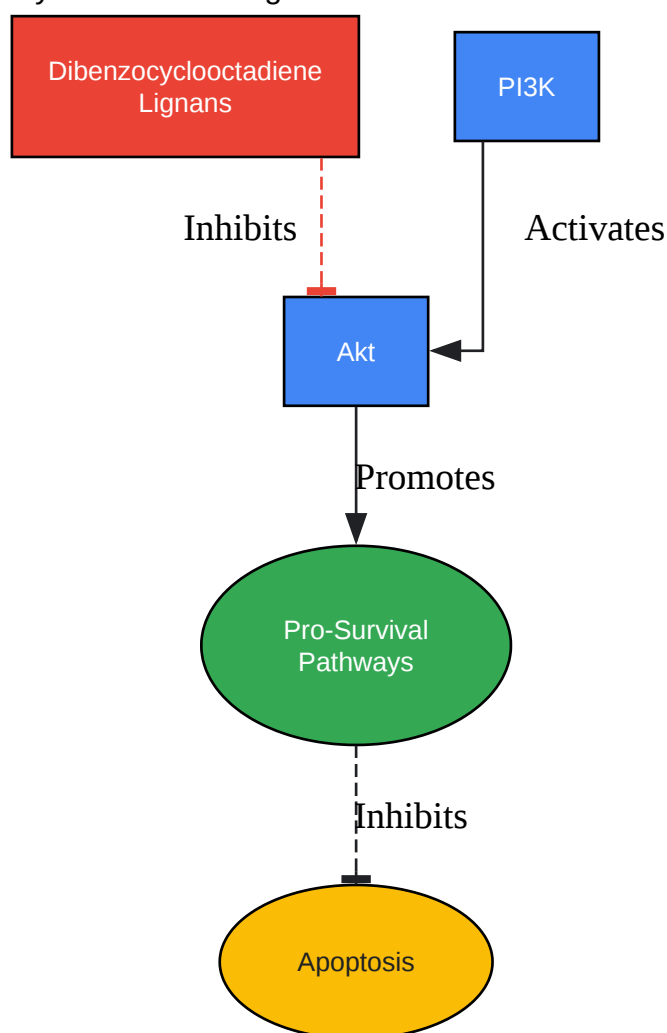 Dibenzocyclooctadiene
Lignans
PI3K
Inhibits
Activates
Akt
Promotes
Pro-Survival
Pathways
Inhibits
Apoptosis